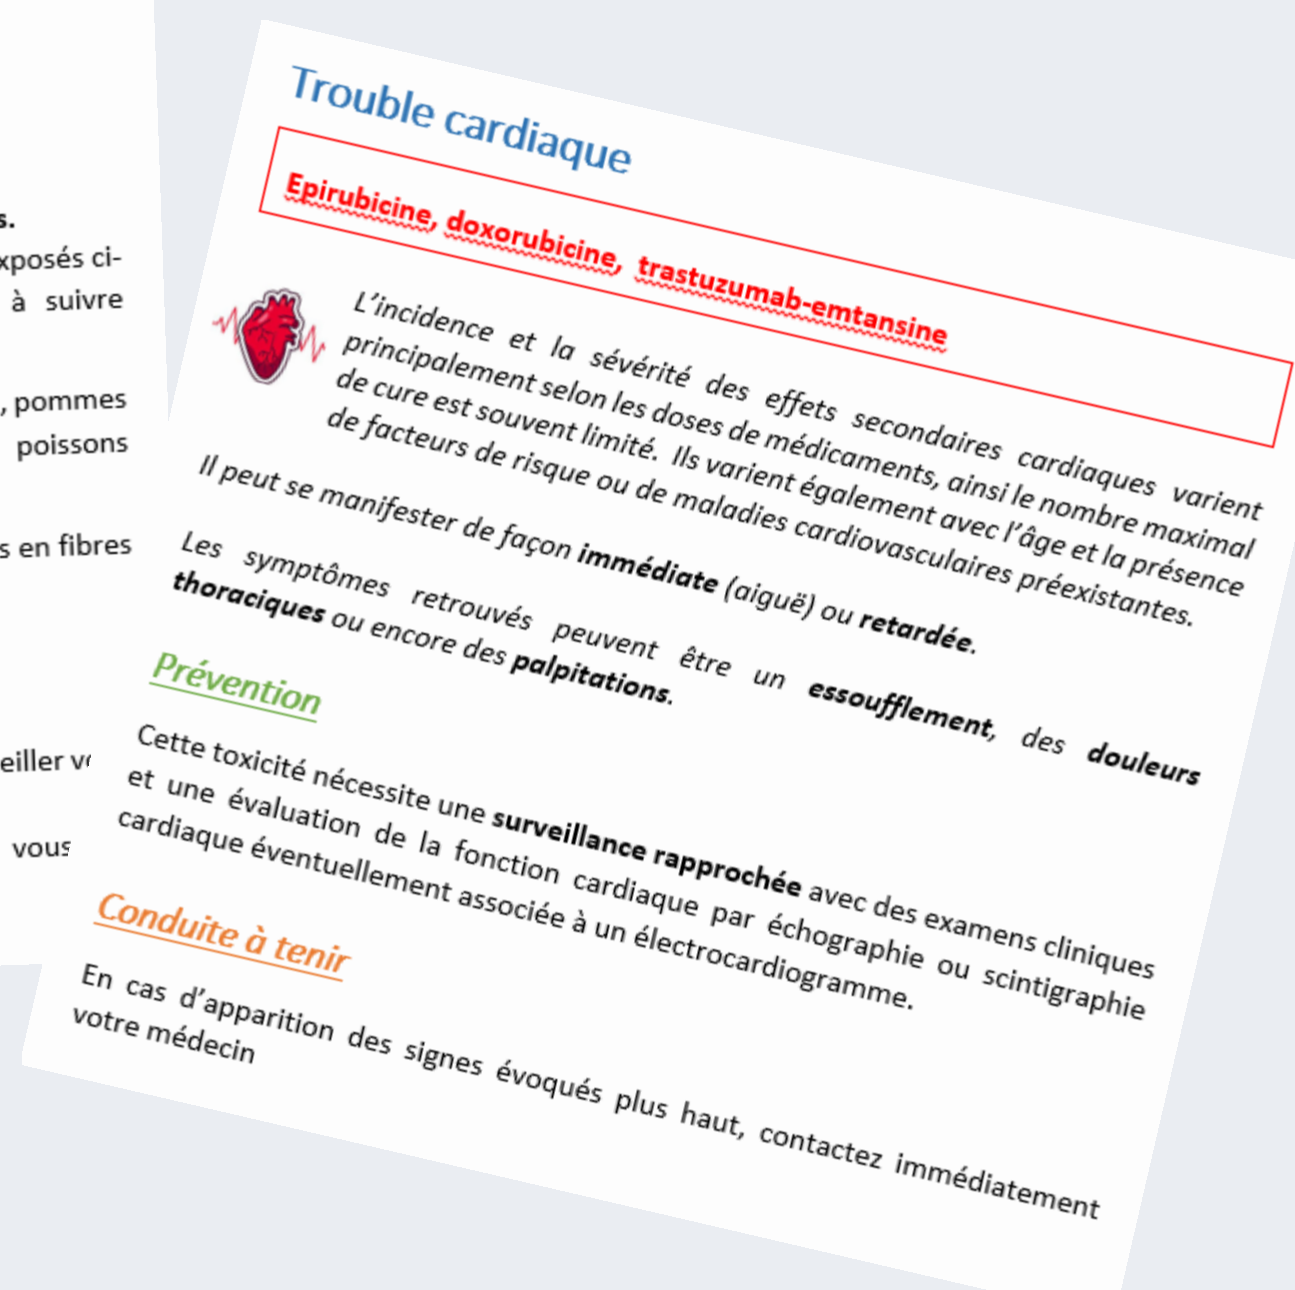 s.
xposés ci-
à suivre
, pommes
poissons
s en fibres
eiller
vous
Trouble cardiaque
Epirubicine, doxorubicine, trastuzumab-emtansine
L’incidence et la sévérité des effets secondaires cardiaques varient
principalement selon les doses de médicaments, ainsi le nombre maximal
de cure est souvent limité. Ils varient également avec l’âge et la présence
de facteurs de risque ou de maladies cardiovasculaires préexistantes.
Il peut se manifester de façon immédiate (aiguë) ou retardée.
Les symptômes retrouvés peuvent être un essoufflement, des douleurs
thoraciques ou encore des palpitations.
Prévention
Cette toxicité nécessite une surveillance rapprochée avec des examens cliniques
et une évaluation de la fonction cardiaque par échographie ou scintigraphie
cardiaque éventuellement associée à un électrocardiogramme.
Conduite à tenir
En cas d’apparition des signes évoqués plus haut, contactez immédiatement
votre médecin